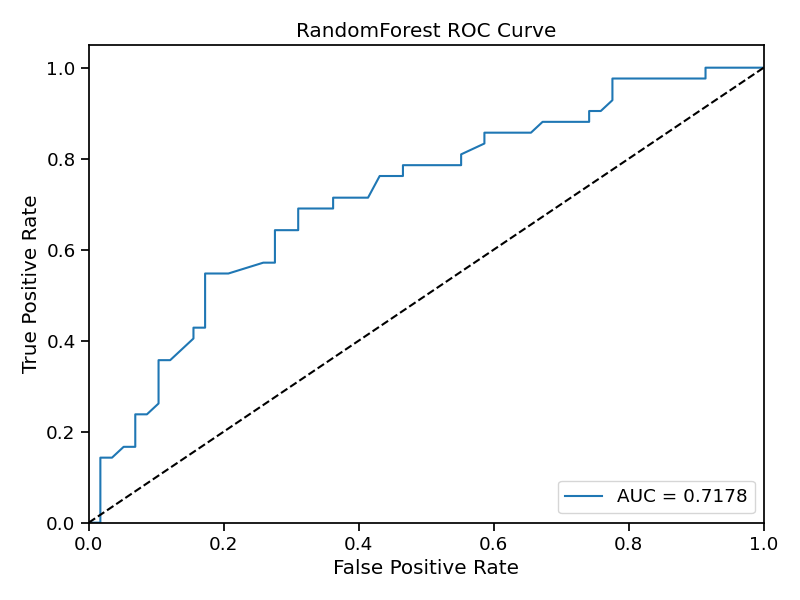 RandomForest ROC Curve
True Positive Rate
1.0
0.8
0.6
0.4
0.2
0.0
AUC = 0.7178
0.0 0.2 0.4 0.6 0.8 1.0
False Positive Rate